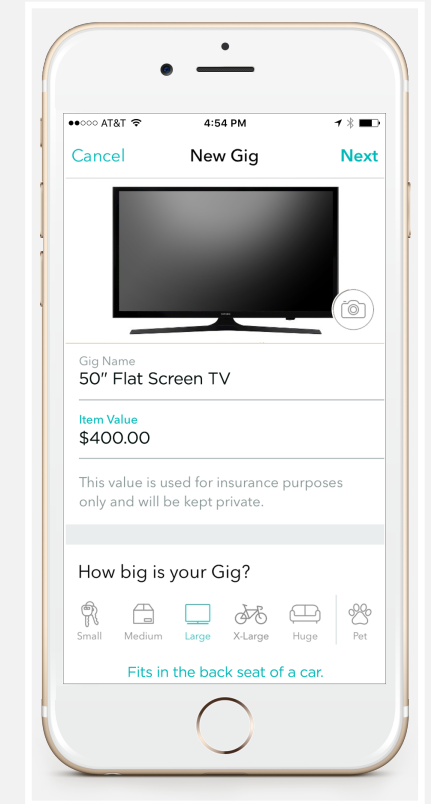 AT&T 4:54 PM
Cancel New Gig Next
Gig Name
50" Flat Screen TV
Item Value
$400.00
This value is used for insurance purposes
only and will be kept private.
How big is your Gig?
Small Medium Large X-Large Huge Pet
Fits in the back seat of a car.